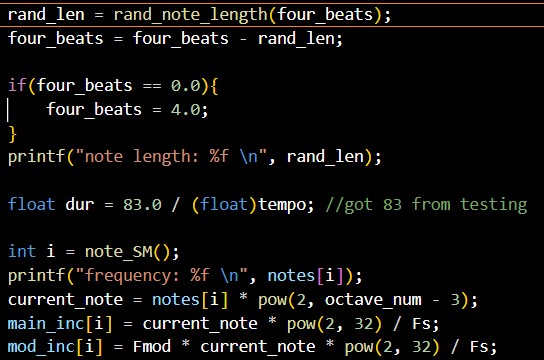 rand_len = rand_note_length(four_beats);
four_beats = four_beats - rand_len;
if(four_beats == 0.0){
four_beats = 4.0;
}
printf("note length: %f \n", rand_len);
float dur = 83.0 / (float)tempo; //got 83 from testing
int i = note_SM();
printf("frequency: %f \n", notes[i]);
current_note = notes[i] * pow(2, octave_num - 3);
main_inc[i] = current_note * pow(2, 32) / Fs;
mod_inc[i] = Fmod * current_note * pow(2, 32) / Fs;